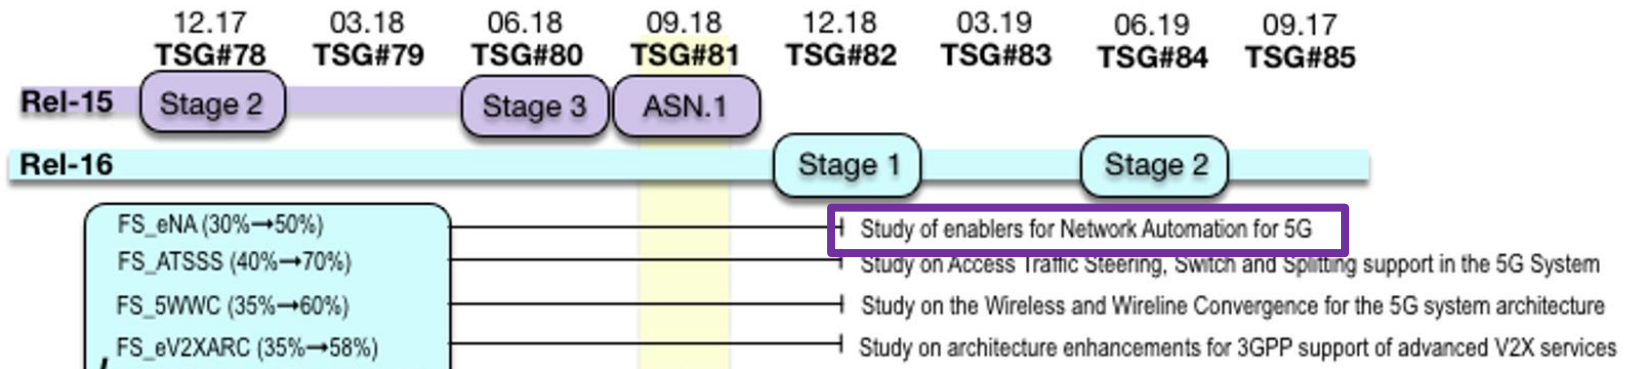 12.17 03.18 06.18 09.18 12.18 03.19 06.19 09.17
TSG#78 TSG#79 TSG#80 TSG#81 TSG#82 TSG#83 TSG#84 TSG#85
Rel-15 Stage 2 Stage 3 ASN.1
Rel-16 Stage 1 Stage 2
FS_eNA (30%→50%) Study of enablers for Network Automation for 5G
FS_ATSSS (40%→70%) Study on Access Traffic Steering, Switch and Splitting support in the 5G System
FS_5WWC (35%→60%) Study on the Wireless and Wireline Convergence for the 5G system architecture
FS_eV2XARC (35%→58%) Study on architecture enhancements for 3GPP support of advanced V2X services